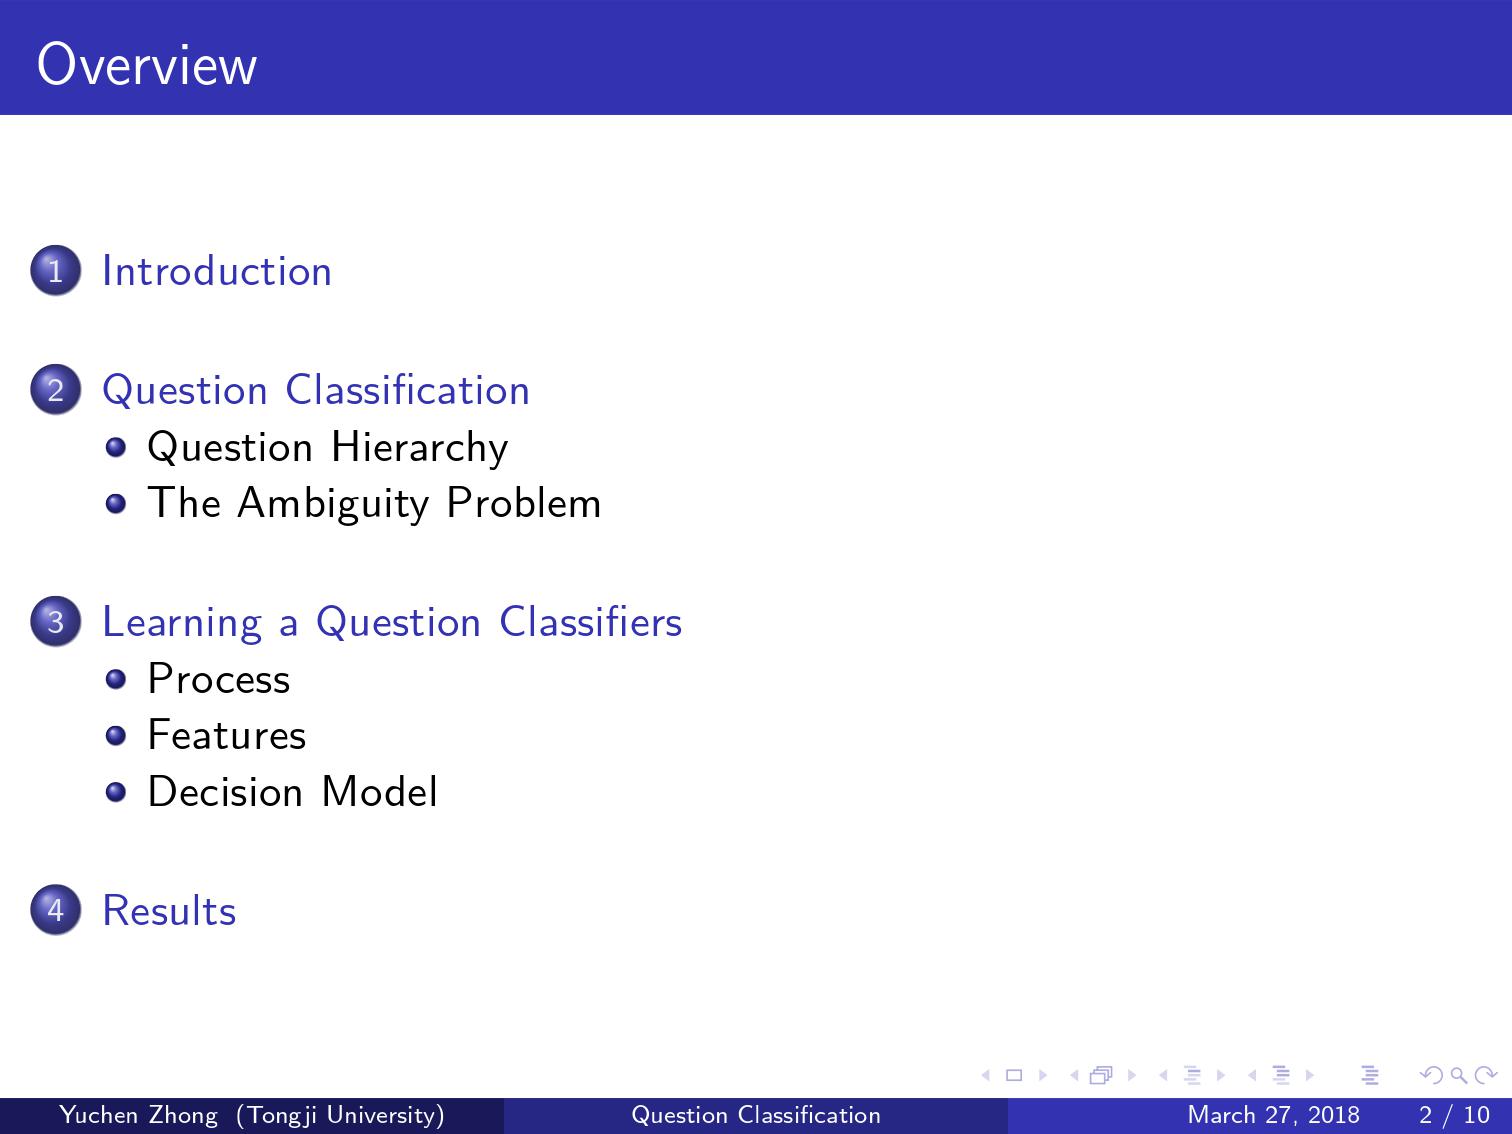 Overview
1 Introduction
2 Question Classification
Question Hierarchy
The Ambiguity Problem
3 Learning a Question Classifiers
Process
Features
Decision Model
4 Results
Yuchen Zhong (Tongji University) Question Classification March 27, 2018 2 / 10